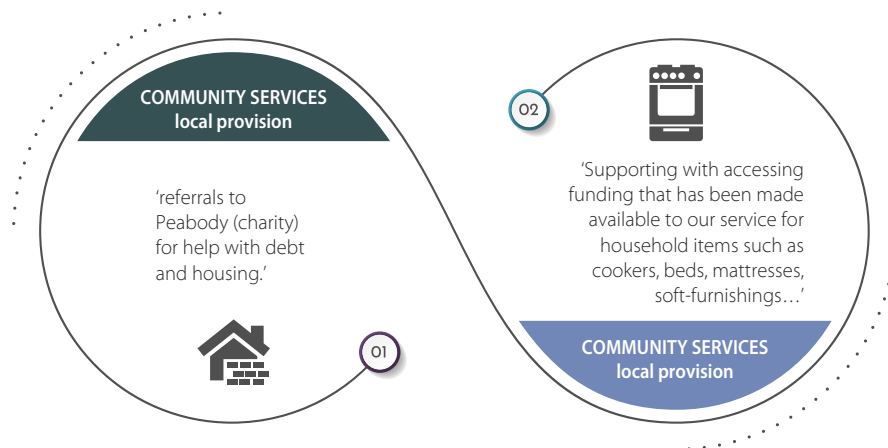 COMMUNITY SERVICES
local provision
‘referrals to
Peabody (charity)
for help with debt
and housing.’
01
02
‘Supporting with accessing
funding that has been made
available to our service for
household items such as
cookers, beds, mattresses,
soft-furnishings…’
COMMUNITY SERVICES
local provision